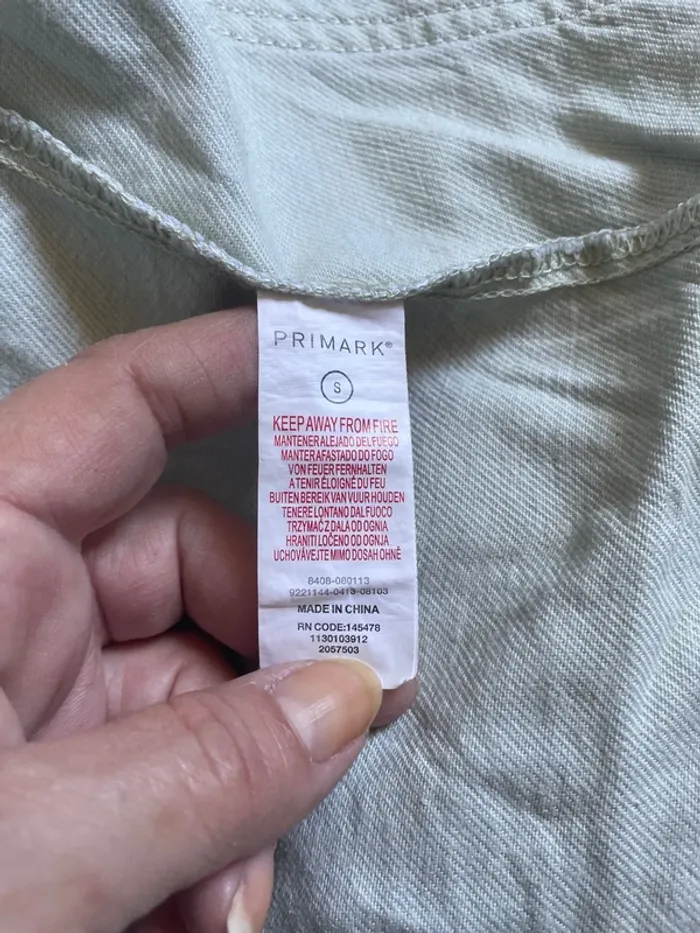 PRIMARK®
S
KEEP AWAY FROM FIRE
MANTENER ALEJADO DEL FUEGO
MANTER AFASTADO DO FOGO
VON FEUER FERNHALTEN
A TENIR ÉLOIGNÉ DU FEU
BUITEN BEREIK VAN VUUR HOUDEN
TENERE LONTANO DAL FUOCO
TRZYMAĆ Z DALA OD OGNIA
HRANITI LOČENO OD OGNJA
UCHOVÁVEJTE MIMO DOSAH OHNĚ
8408-080113
9221144-0413-08103
MADE IN CHINA
RN CODE:145478
1130103912
2057503